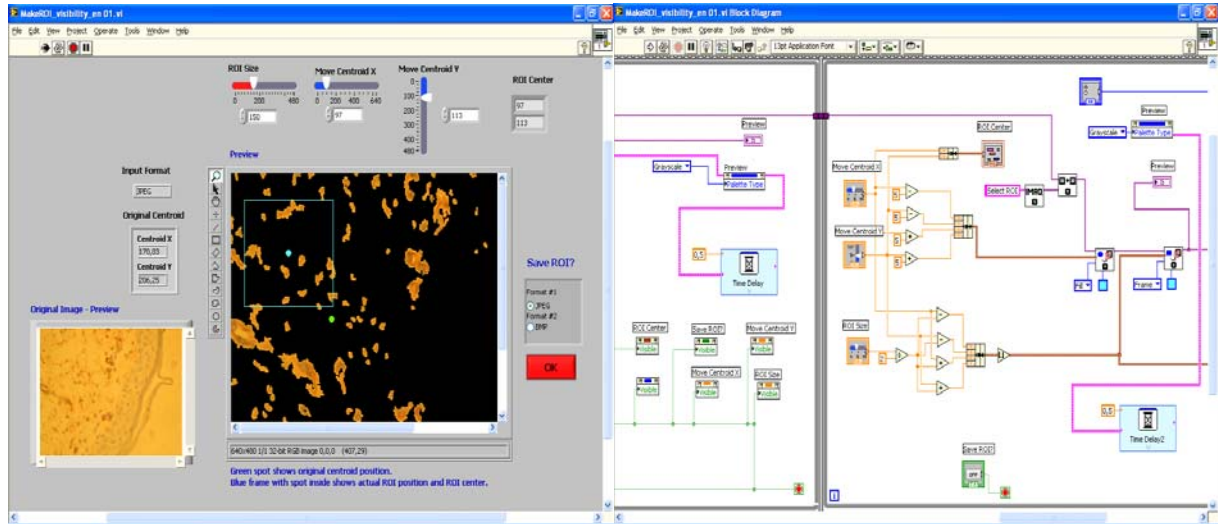 MakeROI_visibility_en 01.vi
File Edit View Project Operate Tools Window Help
ROI Size
0 200 480
150
Move Centroid X
0 200 400 640
97
Move Centroid Y
0
100
200
300
400
480
113
ROI Center
97
113
Preview
Input Format
JPEG
Original Centroid
Centroid X
170,03
Centroid Y
206,25
Original Image - Preview
Save ROI?
Format #1
JPEG
Format #2
BMP
OK
640x480 1/1 32-bit RGB image 0,0,0 (407,29)
Green spot shows original centroid position.
Blue frame with spot inside shows actual ROI position and ROI center.
MakeROI_visibility_en 01.vi Block Diagram
File Edit View Project Operate Tools Window Help
13pt Application Font
Preview
Grayscale
Preview
Palette Type
0,5
Time Delay
ROI Center
Visible
Save ROI?
Visible
Move Centroid Y
Visible
Visible
Move Centroid X
Visible
ROI Size
Visible
Preview
Grayscale
Palette Type
ROI Center
Move Centroid X
Select ROI
IMAQ
Preview
Move Centroid Y
Fill
Frame
ROI Size
0,5
Time Delay2
Save ROI?
i